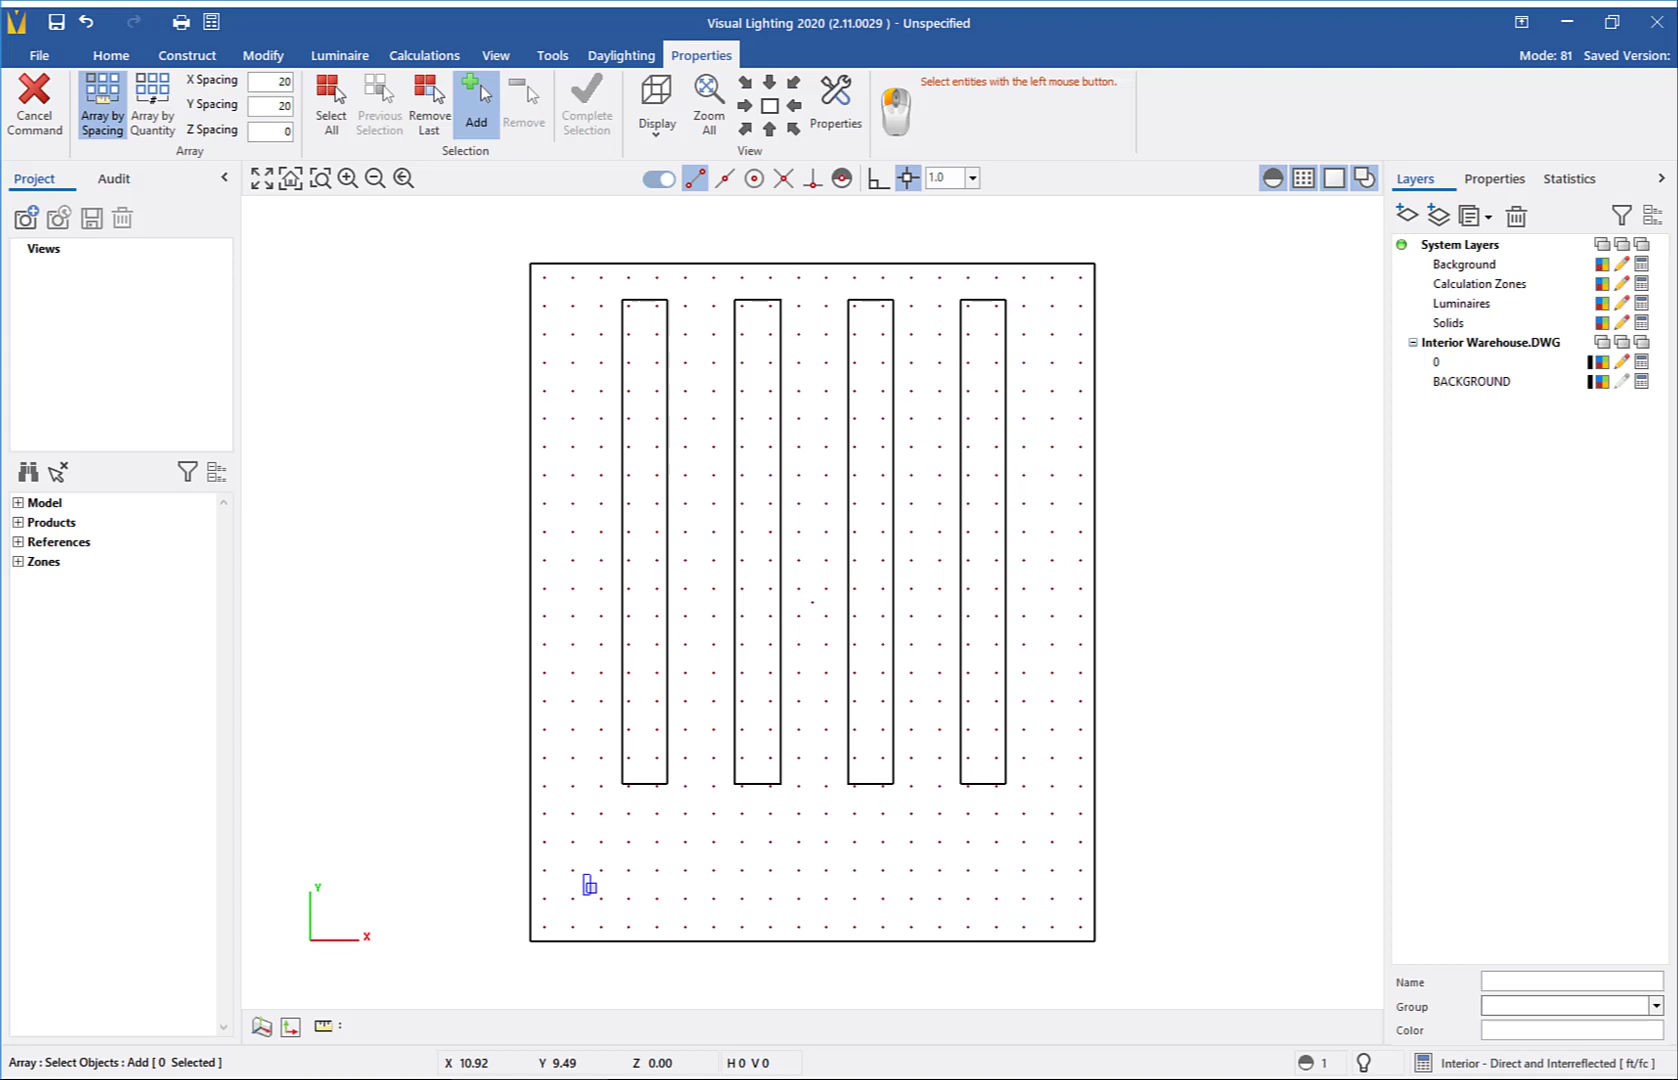 Visual Lighting 2020 (2.11.0029 ) - Unspecified
File Home Construct Modify Luminaire Calculations View Tools Daylighting Properties Mode: 81 Saved Version:
Cancel Command
Array by Spacing
Array by Quantity
X Spacing 20
Y Spacing 20
Z Spacing 0
Array
Select All
Previous Selection
Remove Last
Add
Remove
Complete Selection
Selection
Display
Zoom All
Properties
View
Select entities with the left mouse button.
Project Audit
1.0
Layers Properties Statistics
Views
System Layers
Background
Calculation Zones
Luminaires
Solids
Interior Warehouse.DWG
0
BACKGROUND
Model
Products
References
Zones
Y
X
:
Name
Group
Color
Array : Select Objects : Add [ 0 Selected ]
X 10.92 Y 9.49 Z 0.00 H 0 V 0
1
Interior - Direct and Interreflected [ ft/fc ]